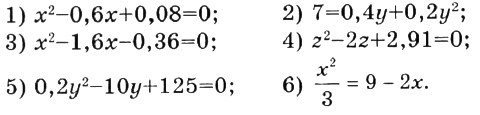 1) x²–0,6x+0,08=0; 2) 7=0,4y+0,2y²;
3) x²–1,6x–0,36=0; 4) z²–2z+2,91=0;
5) 0,2y²–10y+125=0; 6) x²/3 = 9 – 2x.